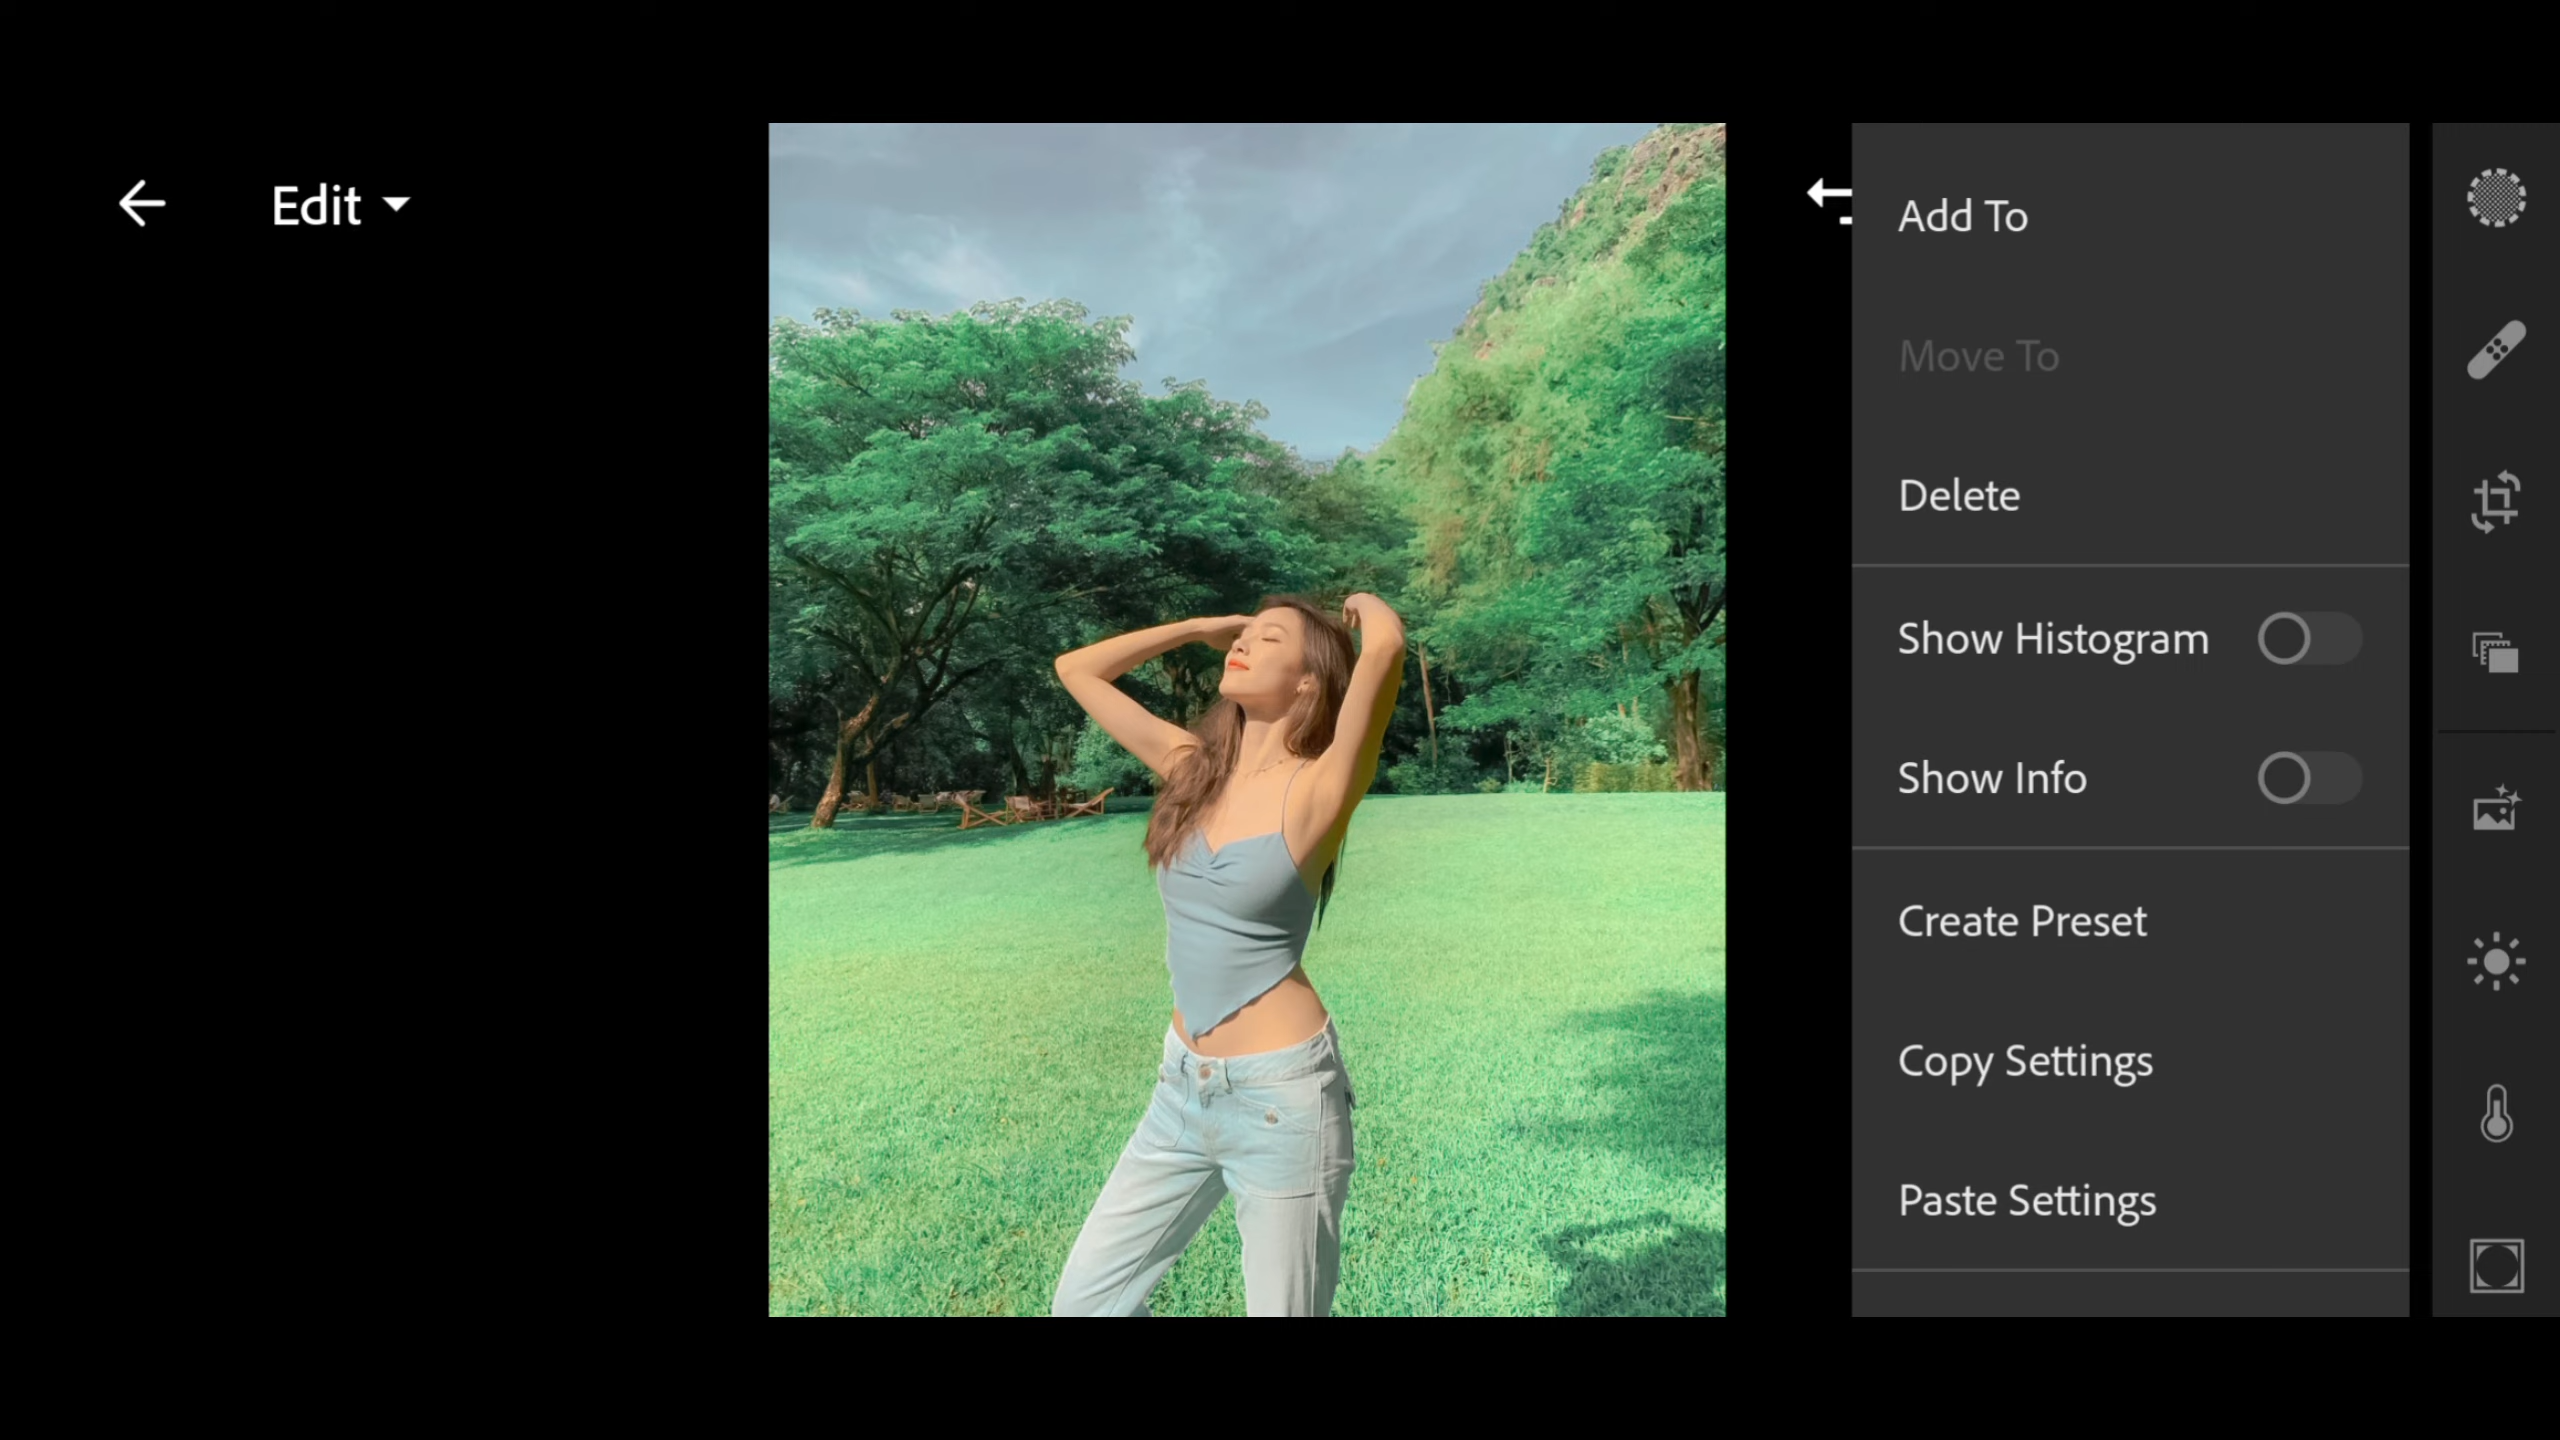 Edit
Add To
Move To
Delete
Show Histogram
Show Info
Create Preset
Copy Settings
Paste Settings